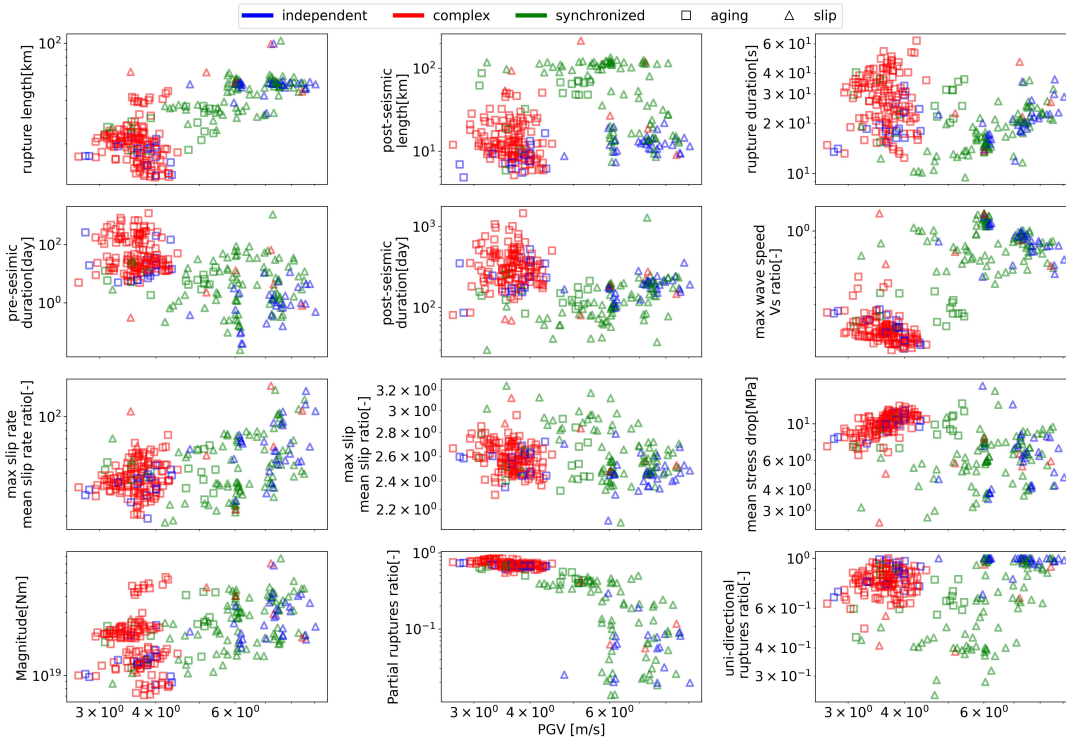 independent complex synchronized aging slip
rupture length[km]
10²
post-seismic
length[km]
10²
10¹
rupture duration[s]
6 × 10¹
4 × 10¹
3 × 10¹
2 × 10¹
10¹
pre-seismic
duration[day]
10²
10⁰
post-seismic
duration[day]
10³
10²
max wave speed
Vs ratio[-]
10⁰
max slip rate
mean slip rate ratio[-]
10²
max slip
mean slip ratio[-]
3.2 × 10⁰
3 × 10⁰
2.8 × 10⁰
2.6 × 10⁰
2.4 × 10⁰
2.2 × 10⁰
mean stress drop[MPa]
10¹
6 × 10⁰
4 × 10⁰
3 × 10⁰
Magnitude[Nm]
10¹⁹
3 × 10⁰ 4 × 10⁰ 6 × 10⁰
Partial ruptures ratio[-]
10⁰
10⁻¹
3 × 10⁰ 4 × 10⁰ 6 × 10⁰
PGV [m/s]
uni-directional
ruptures ratio[-]
10⁰
6 × 10⁻¹
4 × 10⁻¹
3 × 10⁻¹
3 × 10⁰ 4 × 10⁰ 6 × 10⁰